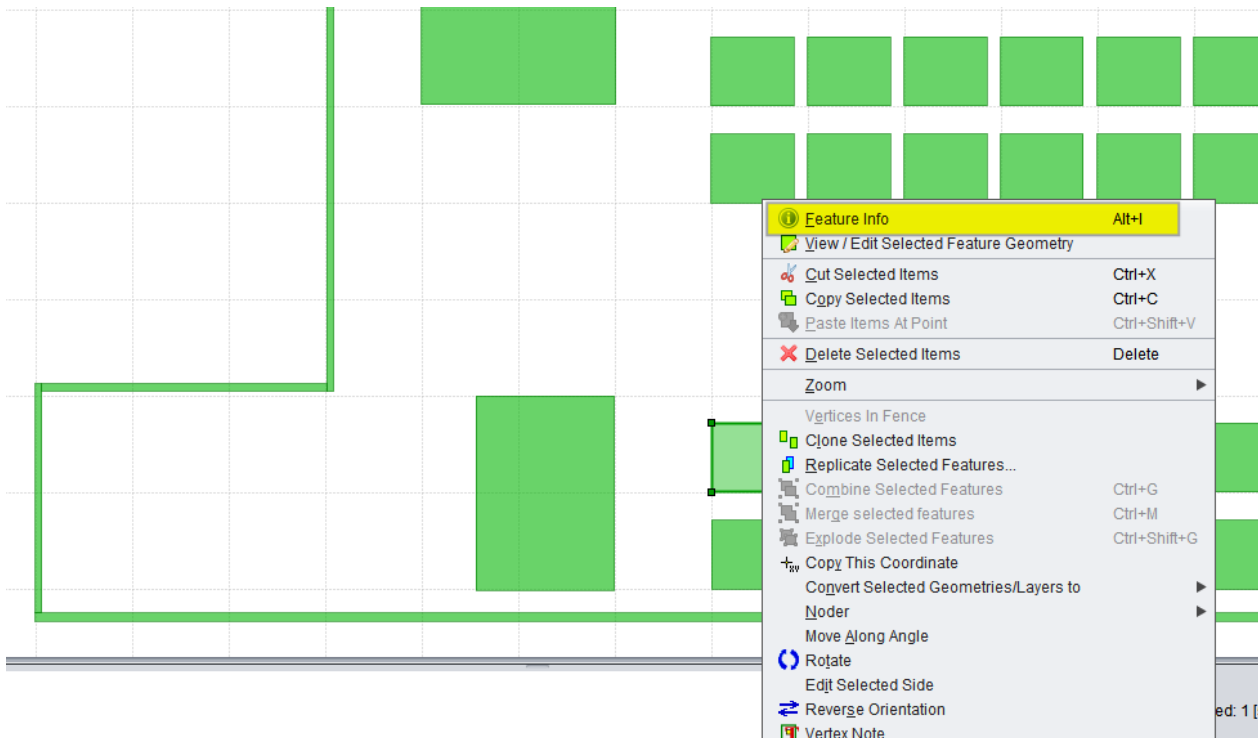 Feature Info Alt+I
View / Edit Selected Feature Geometry
Cut Selected Items Ctrl+X
Copy Selected Items Ctrl+C
Paste Items At Point Ctrl+Shift+V
Delete Selected Items Delete
Zoom
Vertices In Fence
Clone Selected Items
Replicate Selected Features...
Combine Selected Features Ctrl+G
Merge selected features Ctrl+M
Explode Selected Features Ctrl+Shift+G
Copy This Coordinate
Convert Selected Geometries/Layers to
Noder
Move Along Angle
Rotate
Edit Selected Side
Reverse Orientation
ed: 1 [
Vertex Note